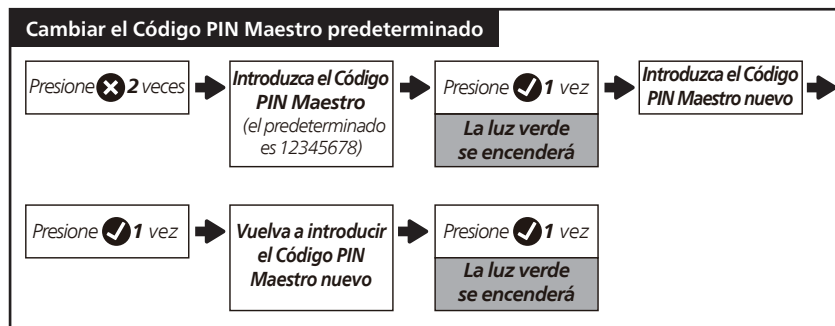 Cambiar el Código PIN Maestro predeterminado
Presione 2 veces
Introduzca el Código
PIN Maestro
(el predeterminado
es 12345678)
Presione 1 vez
La luz verde
se encenderá
Introduzca el Código
PIN Maestro nuevo
Presione 1 vez
Vuelva a introducir
el Código PIN
Maestro nuevo
Presione 1 vez
La luz verde
se encenderá